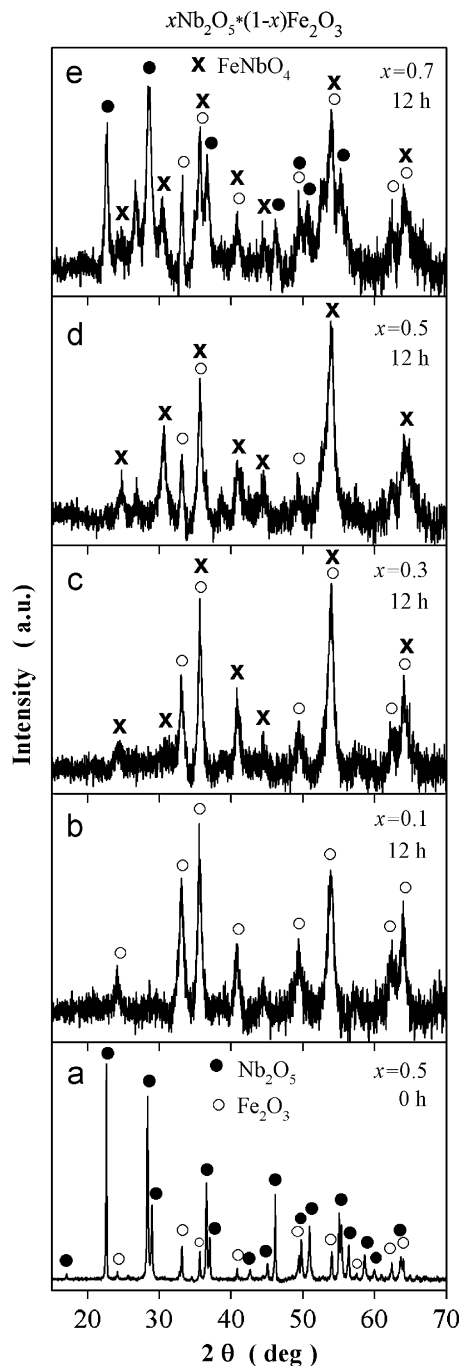 xNb₂O₅*(1-x)Fe₂O₃
e X FeNbO₄ x=0.7
12 h
d x=0.5
12 h
c x=0.3
12 h
b x=0.1
12 h
a ● Nb₂O₅ x=0.5
○ Fe₂O₃ 0 h
Intensity ( a.u.)
20 30 40 50 60 70
2 θ ( deg )